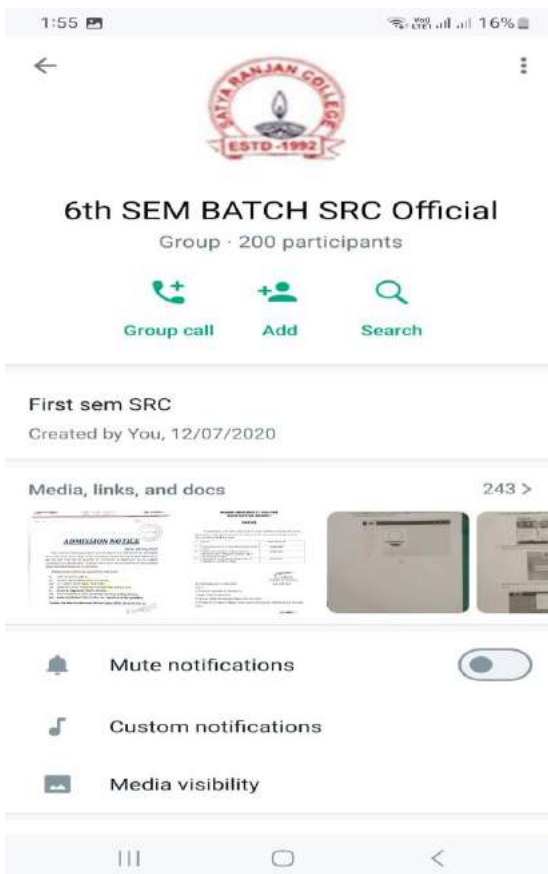 1:55
Vo))
LTE1
16%
SATYA RANJAN COLLEGE
ESTD-1992
6th SEM BATCH SRC Official
Group · 200 participants
Group call Add Search
First sem SRC
Created by You, 12/07/2020
Media, links, and docs 243 >
ADMISSION NOTICE
Mute notifications
Custom notifications
Media visibility